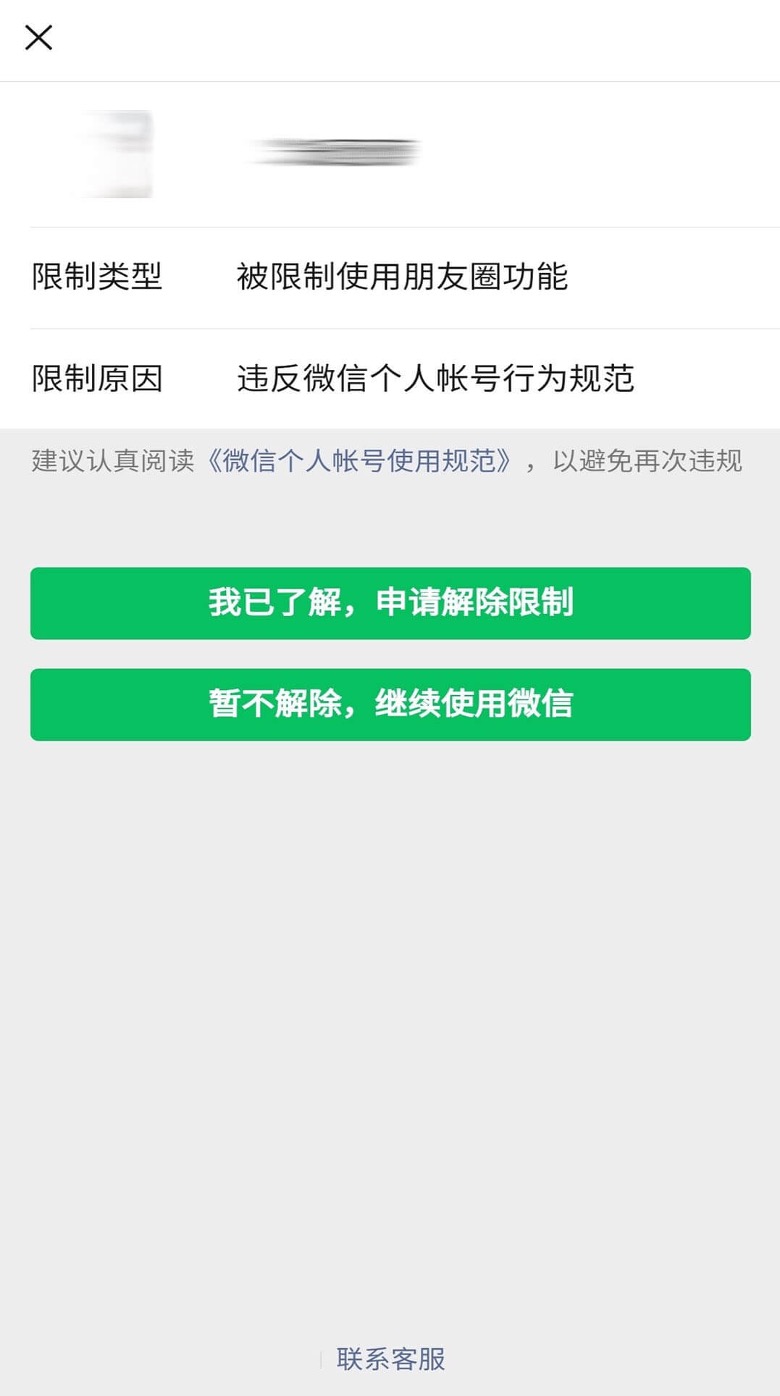 限制类型 被限制使用朋友圈功能
限制原因 违反微信个人帐号行为规范
建议认真阅读《微信个人帐号使用规范》，以避免再次违规
我已了解，申请解除限制
暂不解除，继续使用微信
联系客服